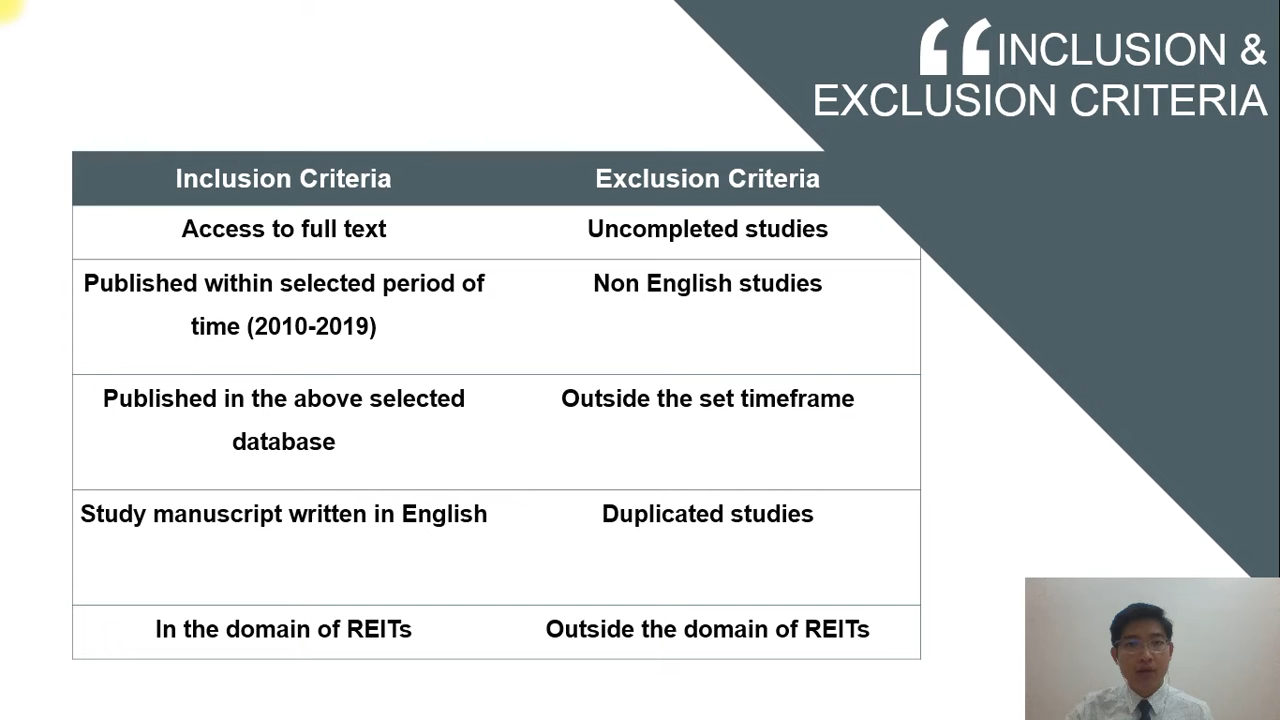 INCLUSION &
EXCLUSION CRITERIA
Inclusion Criteria Exclusion Criteria
Access to full text Uncompleted studies
Published within selected period of Non English studies
time (2010-2019)
Published in the above selected Outside the set timeframe
database
Study manuscript written in English Duplicated studies
In the domain of REITs Outside the domain of REITs